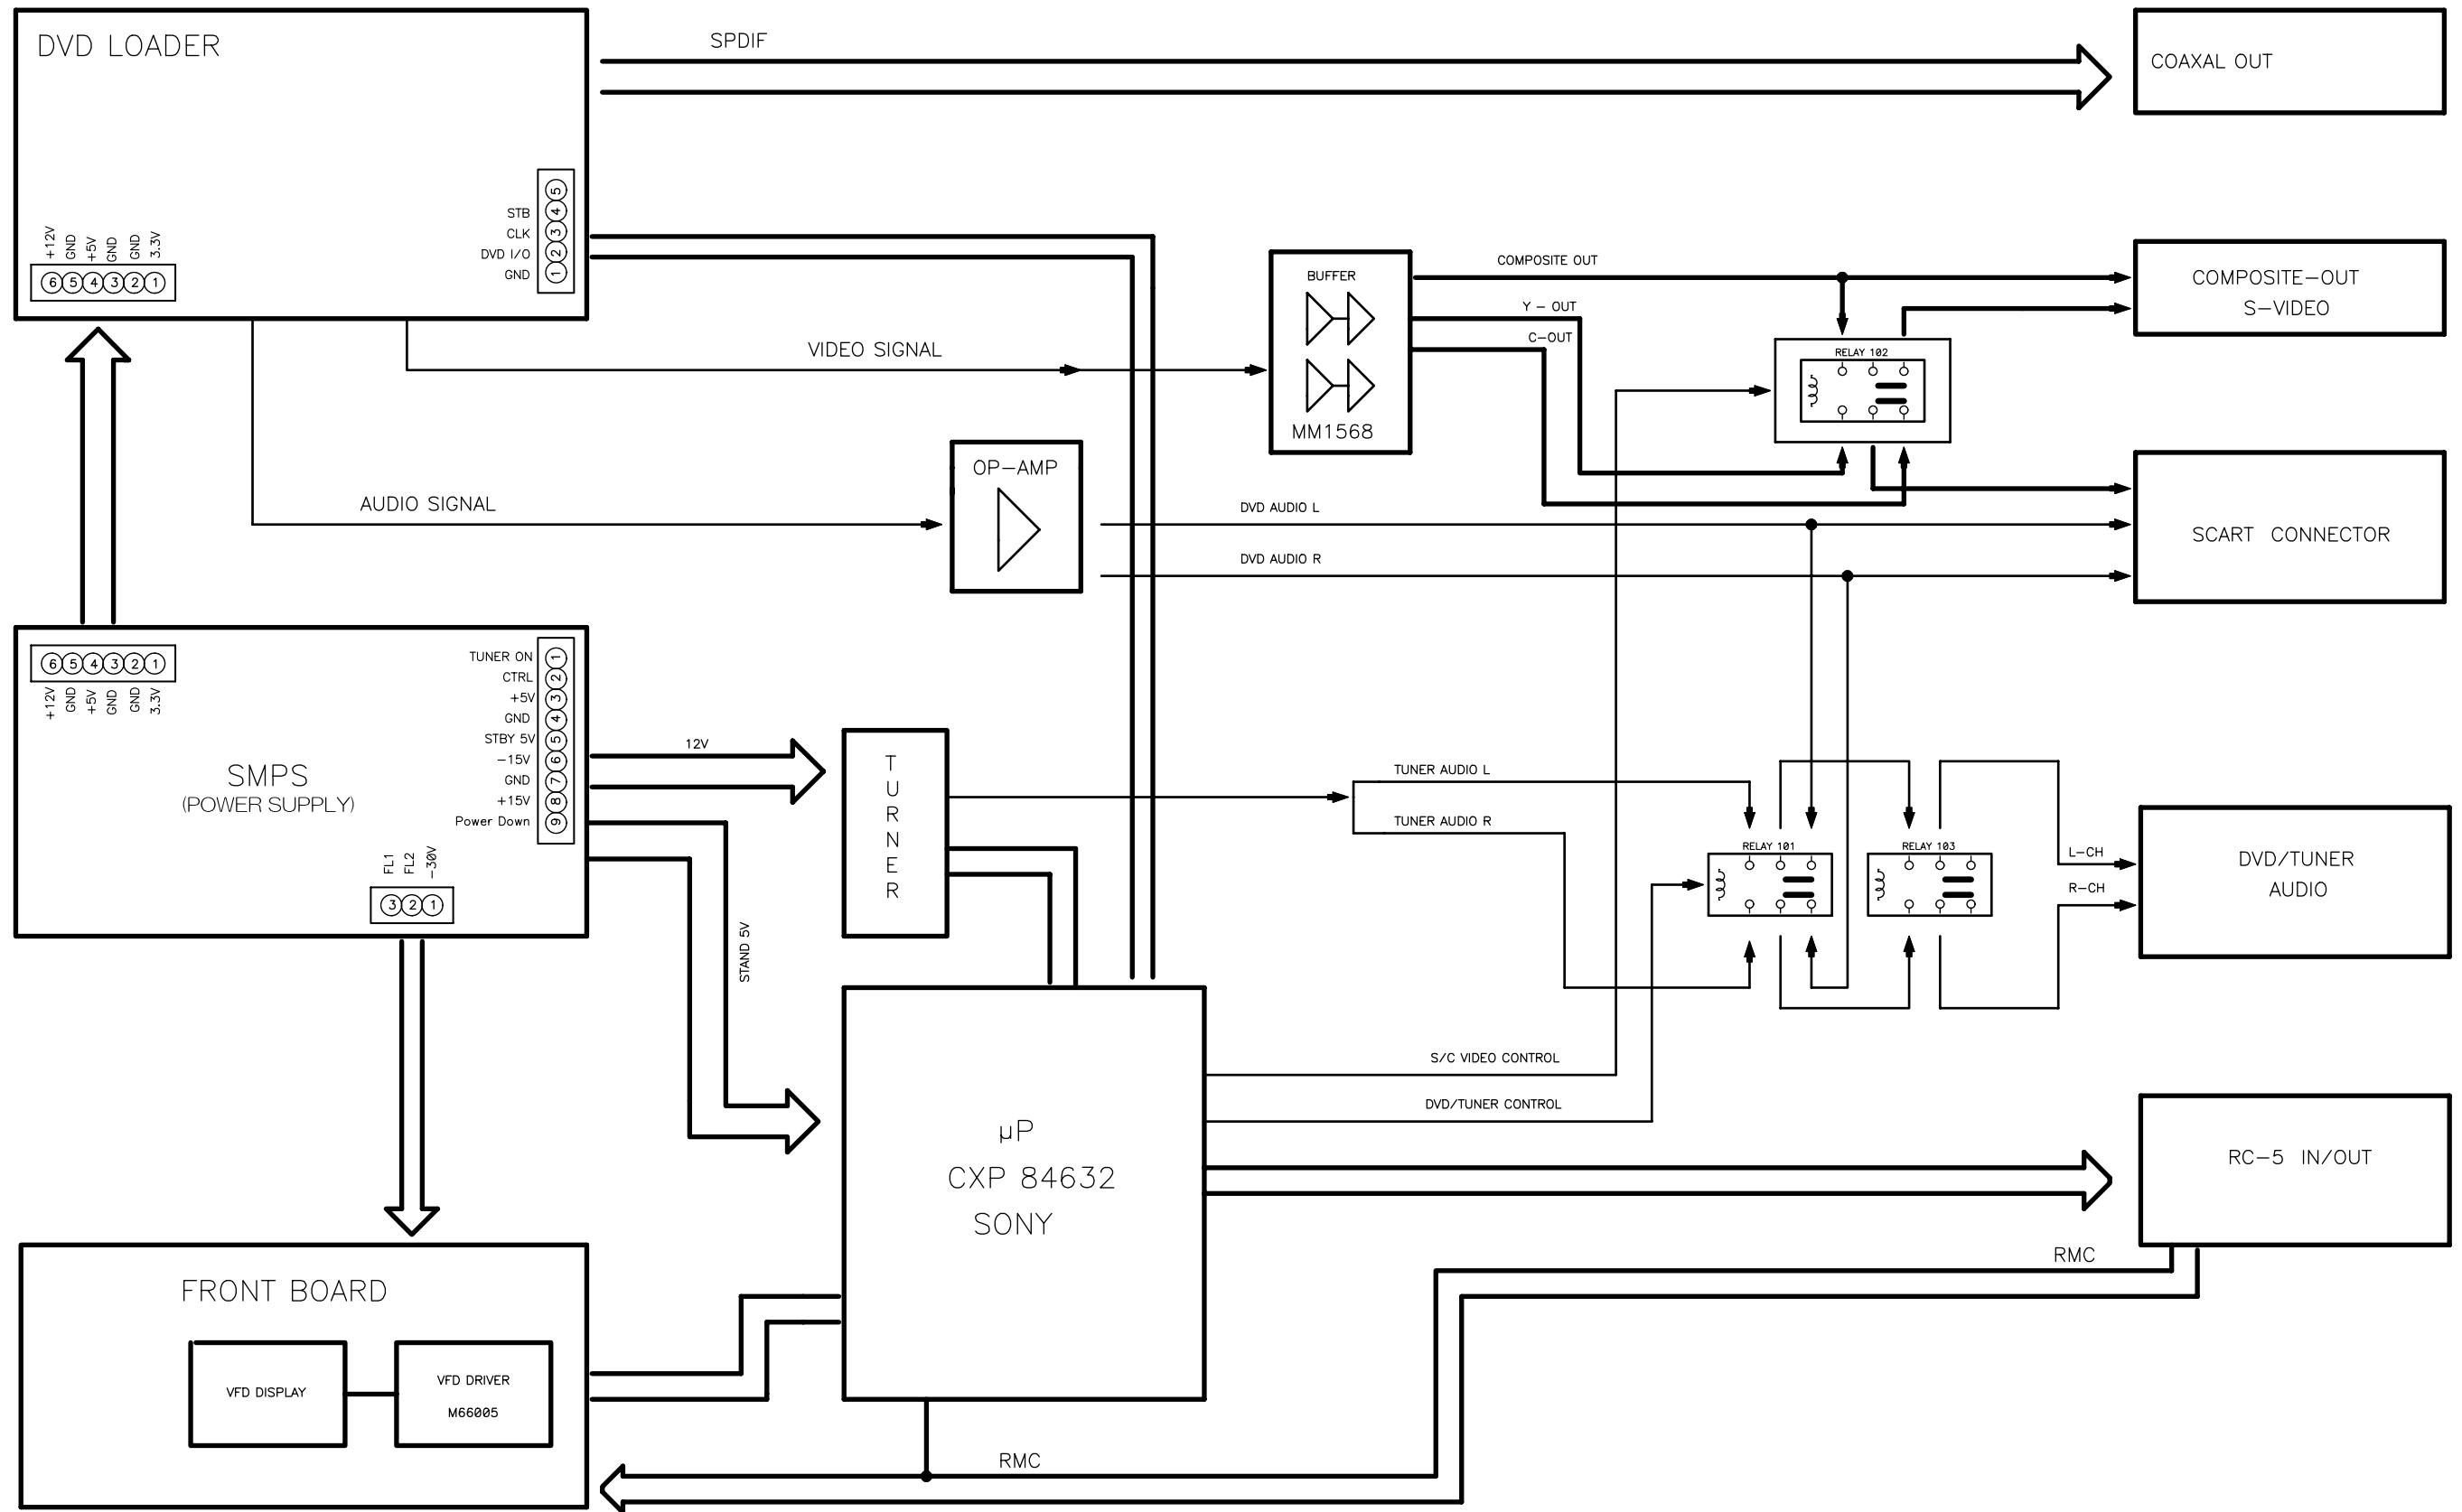 DVD LOADER
SPDIF
COAXAL OUT
STB
CLK
DVD I/O
GND
5
4
3
2
1
+12V
GND
+5V
GND
GND
3.3V
6 5 4 3 2 1
BUFFER
MM1568
COMPOSITE OUT
Y - OUT
C-OUT
COMPOSITE-OUT
S-VIDEO
RELAY 102
VIDEO SIGNAL
OP-AMP
AUDIO SIGNAL
DVD AUDIO L
DVD AUDIO R
SCART CONNECTOR
6 5 4 3 2 1
+12V
GND
+5V
GND
GND
3.3V
SMPS
(POWER SUPPLY)
TUNER ON
CTRL
+5V
GND
STBY 5V
-15V
GND
+15V
Power Down
1
2
3
4
5
6
7
8
9
FL1
FL2
-30V
3 2 1
12V
STAND 5V
T
U
R
N
E
R
TUNER AUDIO L
TUNER AUDIO R
RELAY 101
RELAY 103
L-CH
R-CH
DVD/TUNER
AUDIO
S/C VIDEO CONTROL
DVD/TUNER CONTROL
µP
CXP 84632
SONY
RC-5 IN/OUT
RMC
FRONT BOARD
VFD DISPLAY
VFD DRIVER
M66005
RMC